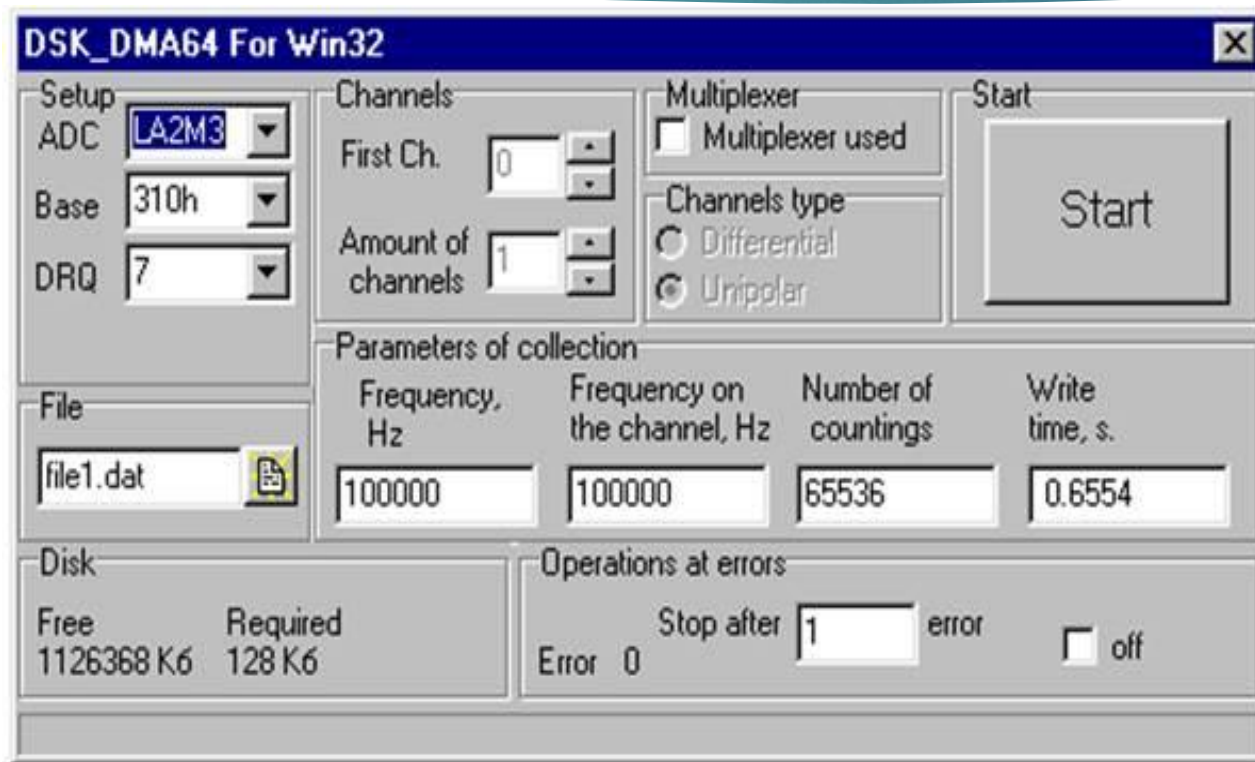 DSK_DMA64 For Win32
Setup
ADC LA2M3
Base 310h
DRQ 7
Channels
First Ch. 0
Amount of
channels 1
Multiplexer
Multiplexer used
Channels type
Differential
Unipolar
Start
Start
File
file1.dat
Parameters of collection
Frequency,
Hz
100000
Frequency on
the channel, Hz
100000
Number of
countings
65536
Write
time, s.
0.6554
Disk
Free Required
1126368 Кб 128 Кб
Operations at errors
Stop after 1 error
Error 0
off